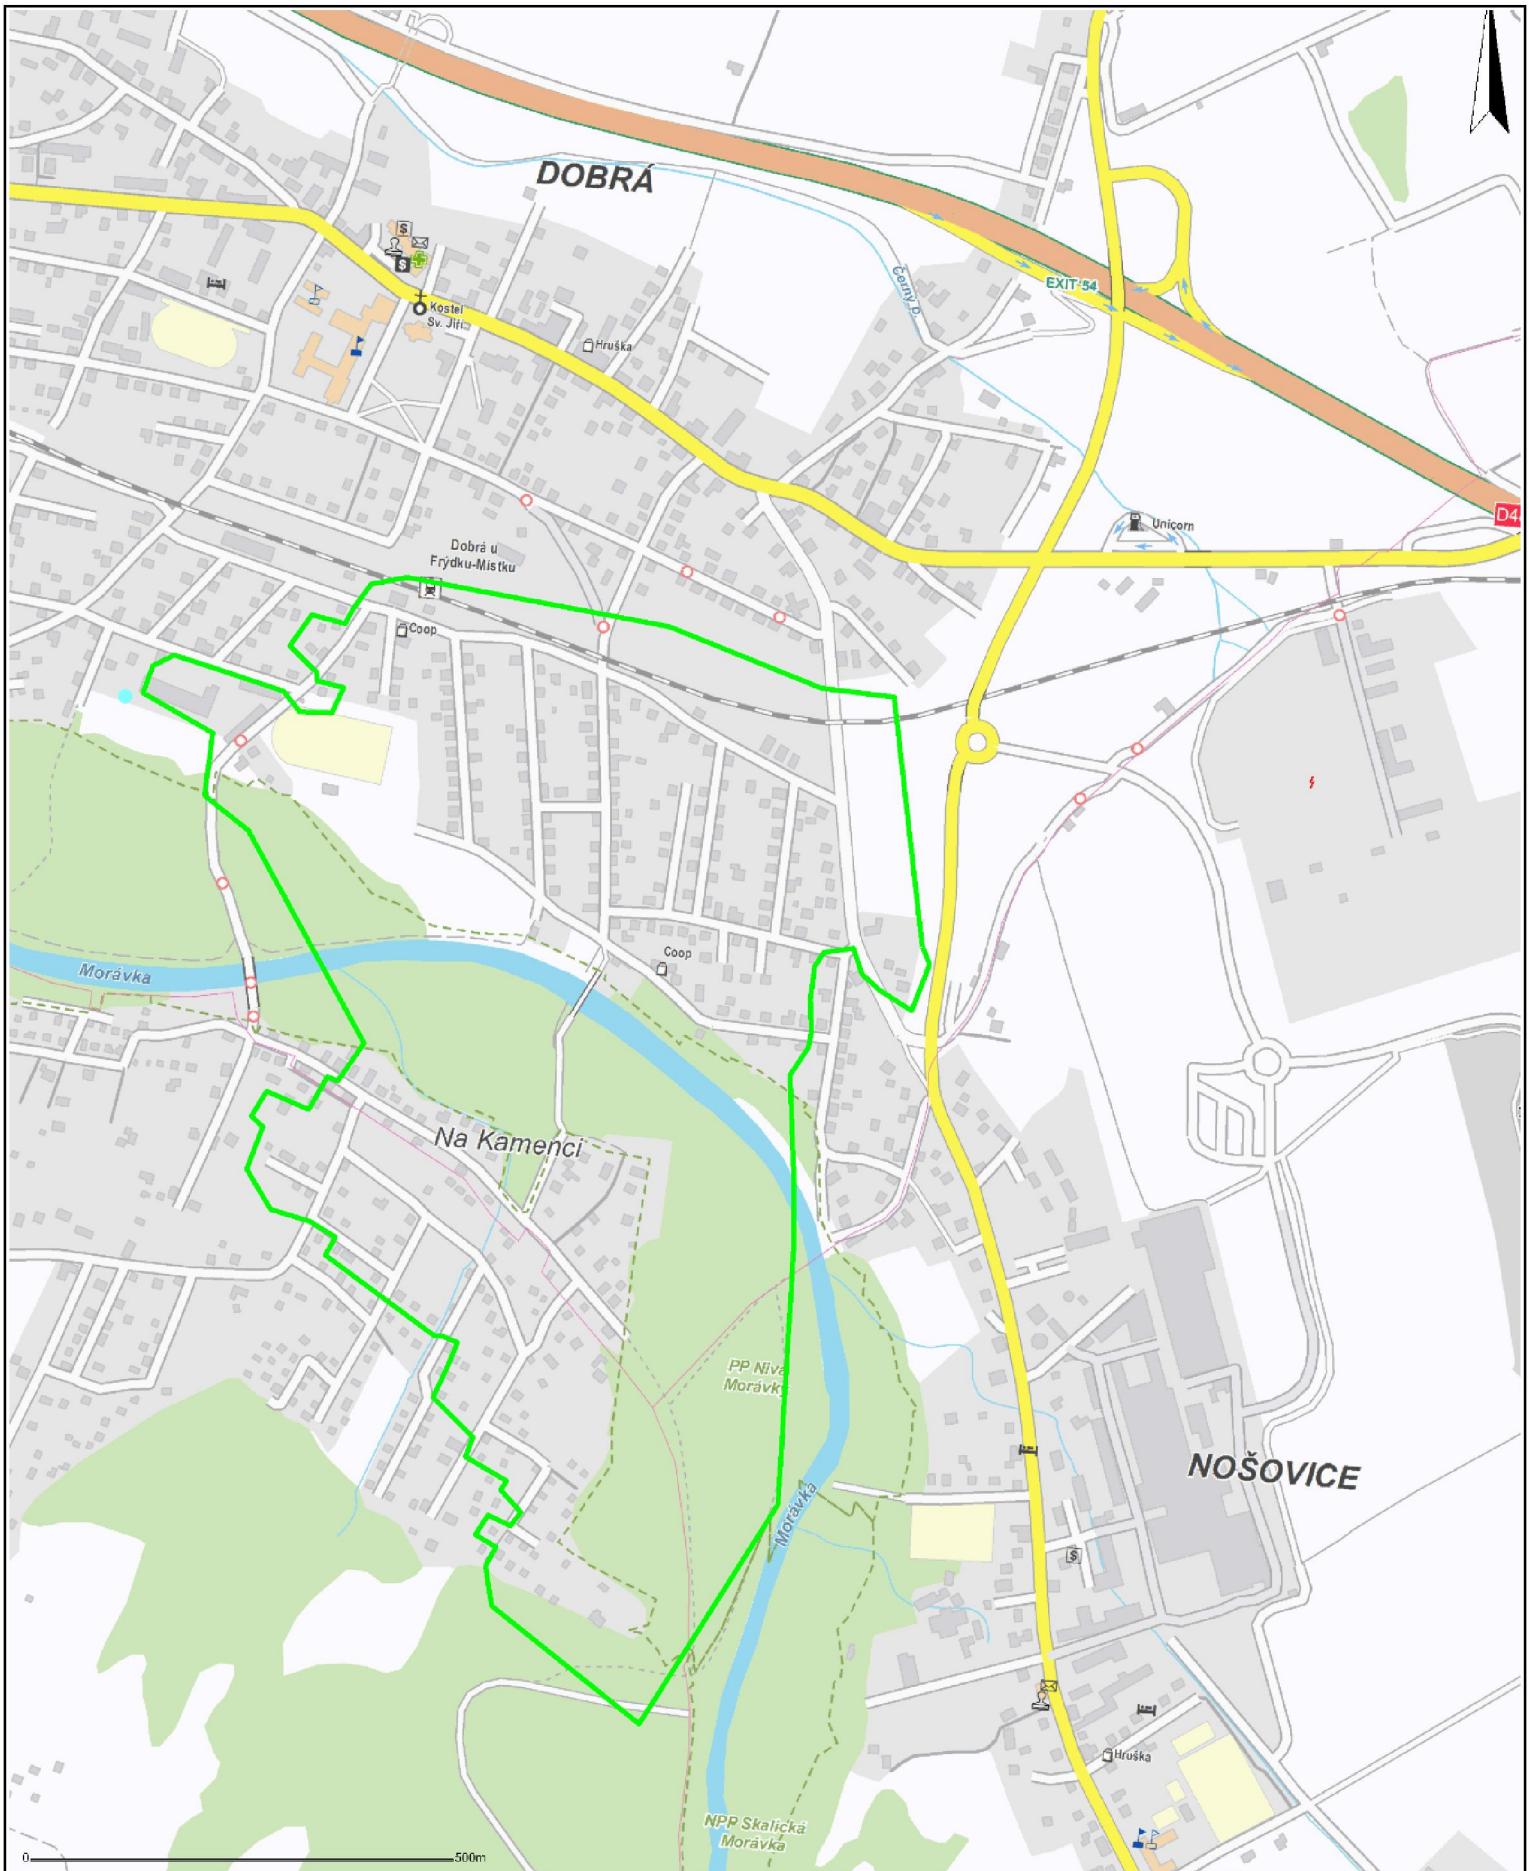 DOBRÁ
Černý p.
EXIT 54
Kostel
Sv. Jiří
Hruška
D4
Unicorn
Dobrá u
Frýdku-Místku
Coop
Coop
Morávka
Na Kamenci
PP Niva
Morávky
NOŠOVICE
Morávka
Hruška
NPP Skalická
Morávka
0
500m